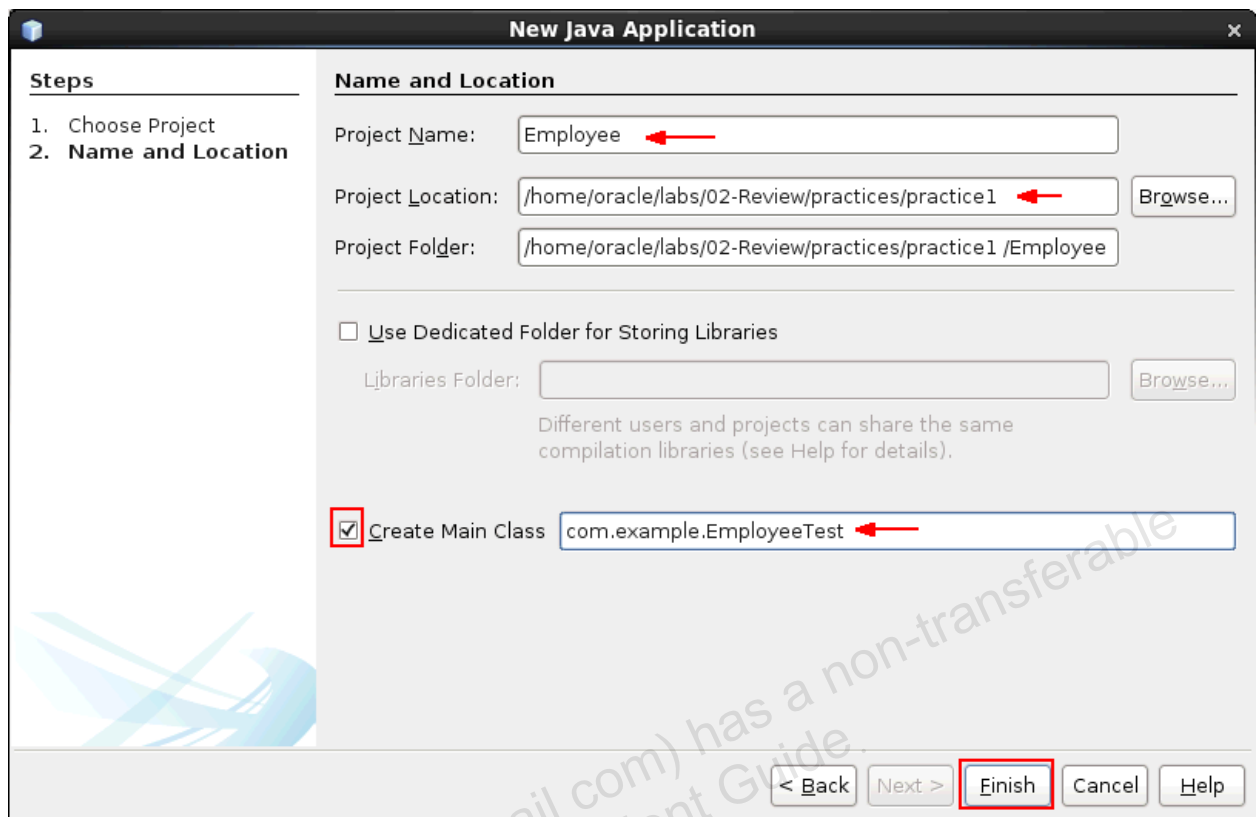 New Java Application
Steps
1. Choose Project
2. Name and Location
Name and Location
Project Name: Employee
Project Location: /home/oracle/labs/02-Review/practices/practice1 Browse...
Project Folder: /home/oracle/labs/02-Review/practices/practice1 /Employee
Use Dedicated Folder for Storing Libraries
Libraries Folder: Browse...
Different users and projects can share the same
compilation libraries (see Help for details).
Create Main Class com.example.EmployeeTest
com) has a non-transferable
Guide.
< Back Next > Finish Cancel Help